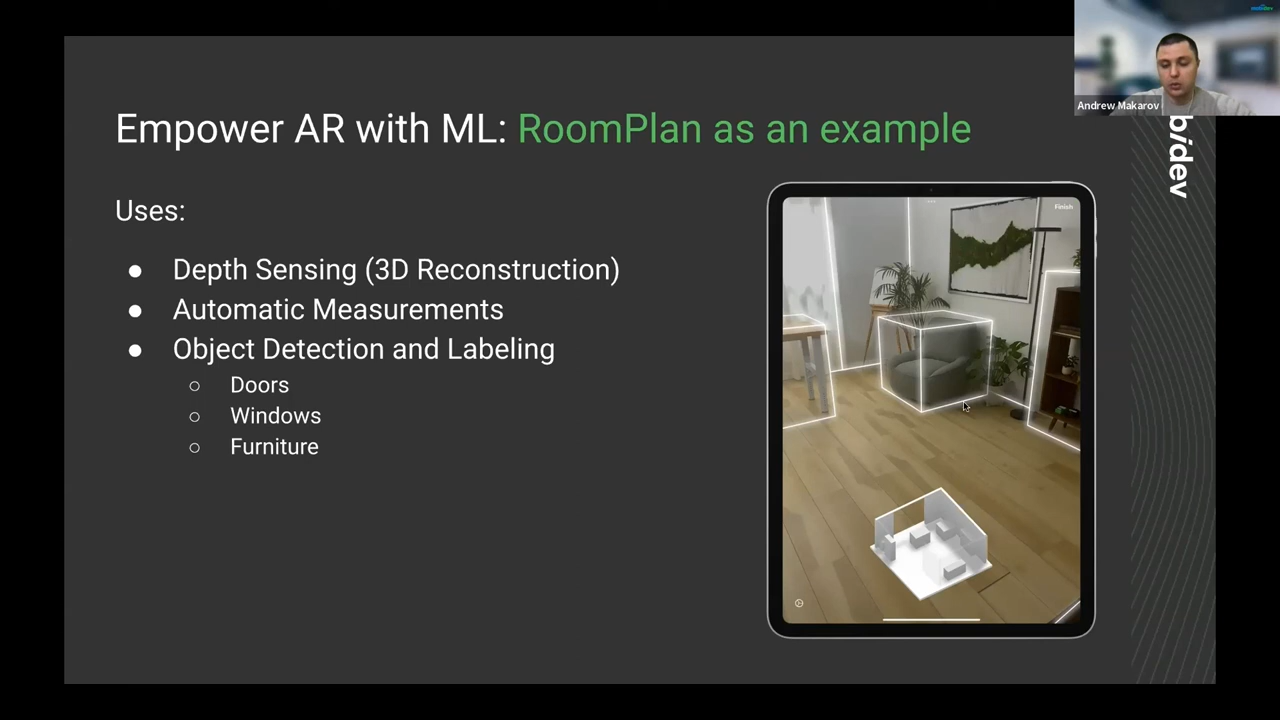 Andrew Makarov
Empower AR with ML: RoomPlan as an example
b/dev
Uses:
● Depth Sensing (3D Reconstruction)
● Automatic Measurements
● Object Detection and Labeling
○ Doors
○ Windows
○ Furniture
Finish